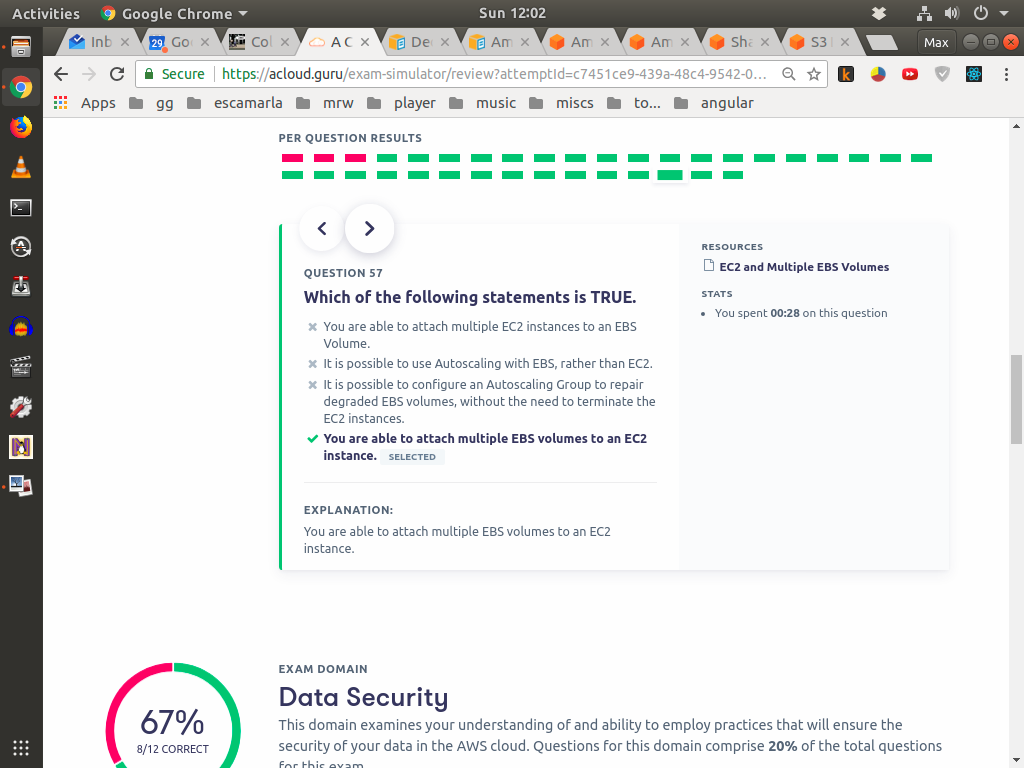 Activities
Google Chrome
Sun 12:02
Inb
29
Goo
Col
A C
De
Am
Am
Am
Sha
S3
Max
Secure
https://acloud.guru/exam-simulator/review?attemptId=c7451ce9-439a-48c4-9542-0...
Apps
gg
escamarla
mrw
player
music
miscs
to...
angular
PER QUESTION RESULTS
QUESTION 57
Which of the following statements is TRUE.
You are able to attach multiple EC2 instances to an EBS
Volume.
It is possible to use Autoscaling with EBS, rather than EC2.
It is possible to configure an Autoscaling Group to repair
degraded EBS volumes, without the need to terminate the
EC2 instances.
You are able to attach multiple EBS volumes to an EC2
instance. SELECTED
EXPLANATION:
You are able to attach multiple EBS volumes to an EC2
instance.
RESOURCES
EC2 and Multiple EBS Volumes
STATS
You spent 00:28 on this question
67%
8/12 CORRECT
EXAM DOMAIN
Data Security
This domain examines your understanding of and ability to employ practices that will ensure the
security of your data in the AWS cloud. Questions for this domain comprise 20% of the total questions
for this exam.